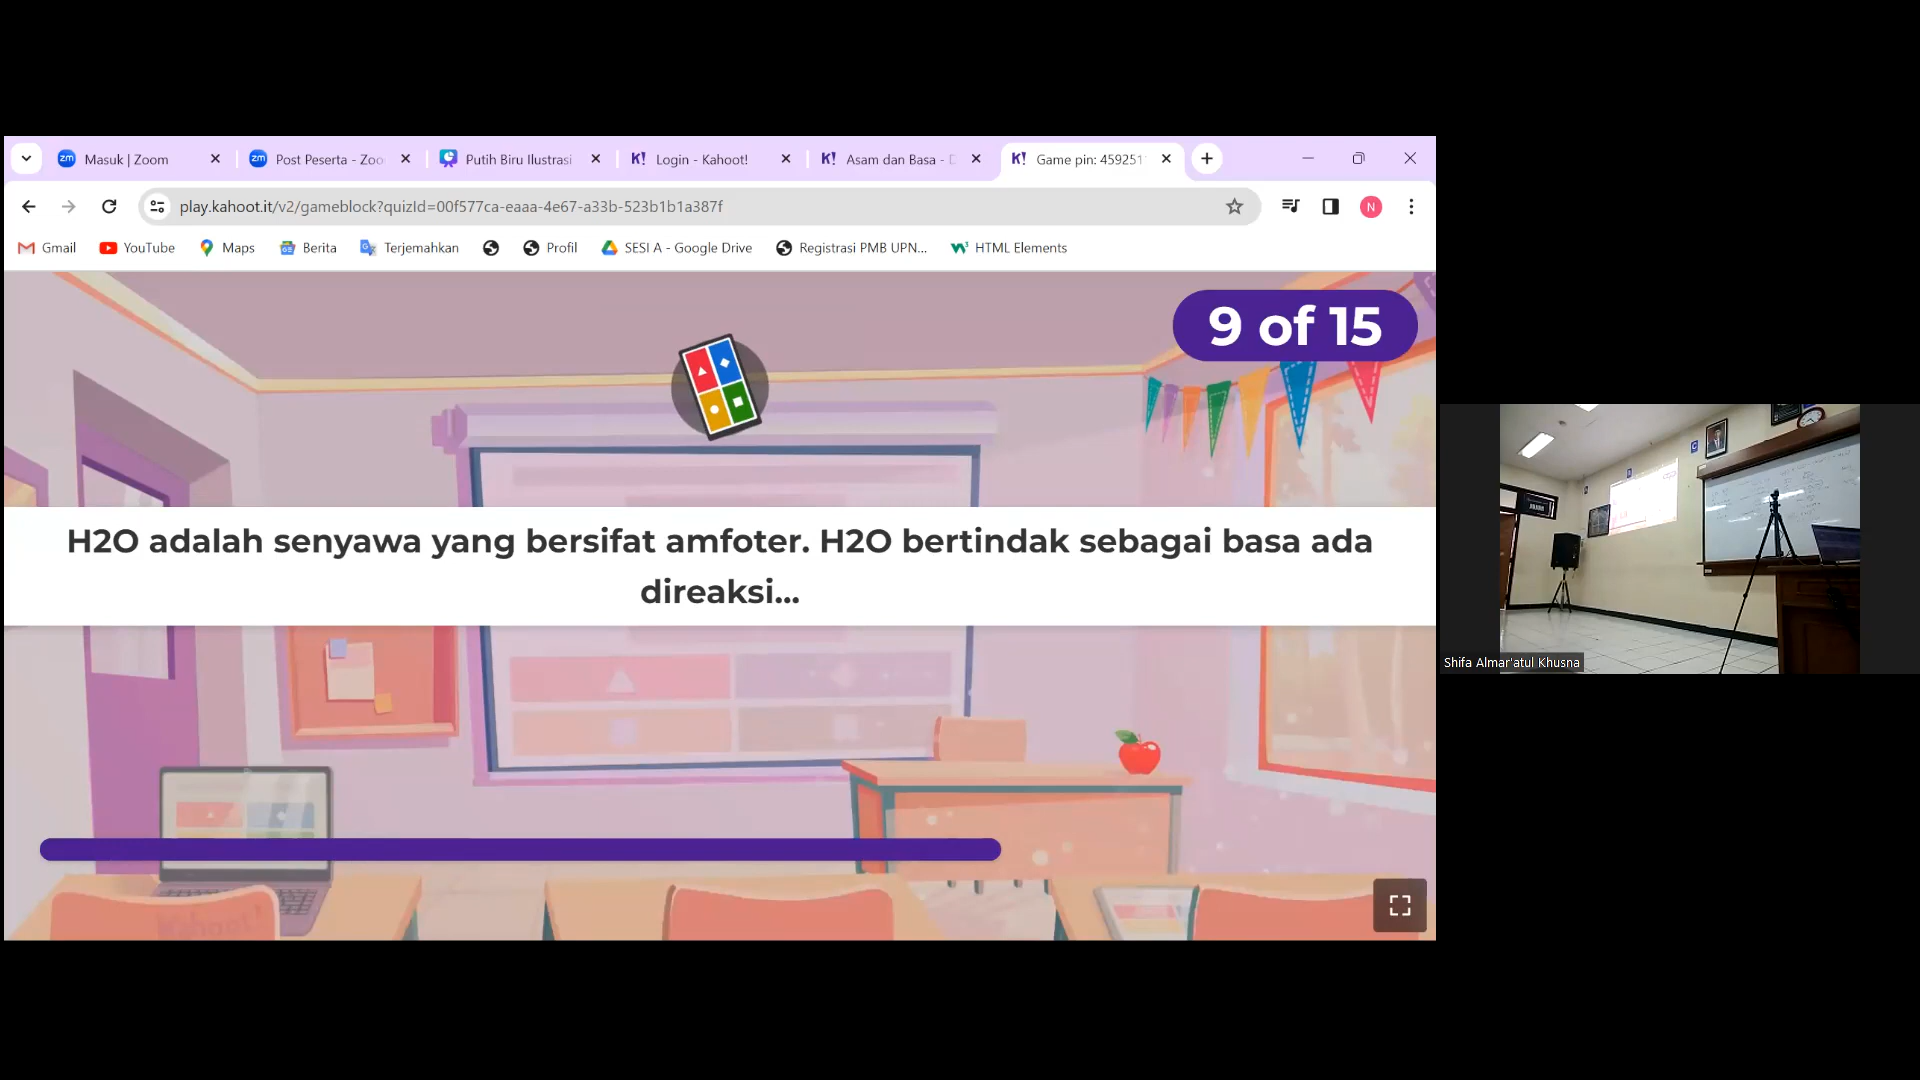 Masuk | Zoom
Post Peserta - Zoo
Putih Biru Ilustrasi
K! Login - Kahoot!
K! Asam dan Basa - D
K! Game pin: 459251
play.kahoot.it/v2/gameblock?quizId=00f577ca-eaaa-4e67-a33b-523b1b1a387f
N
Gmail
YouTube
Maps
Berita
Terjemahkan
Profil
SESI A - Google Drive
Registrasi PMB UPN...
HTML Elements
9 of 15
H2O adalah senyawa yang bersifat amfoter. H2O bertindak sebagai basa ada
direaksi...
Kahoot!
Shifa Almar'atul Khusna